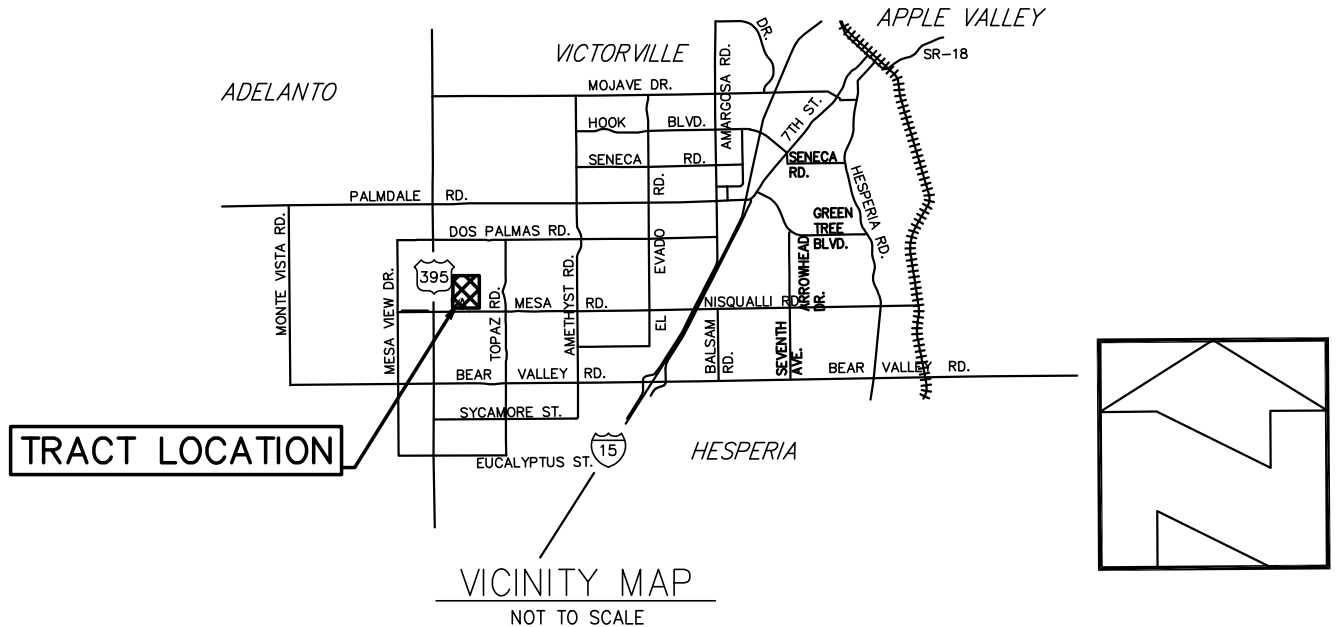 APPLE VALLEY
DR.
VICTORVILLE
SR-18
ADELANTO
MOJAVE DR.
AMARGOSA RD.
HOOK BLVD.
7TH ST.
SENECA RD.
SENECA
RD.
PALMDALE RD.
RD.
HESPERIA RD.
MONTE VISTA RD.
DOS PALMAS RD.
GREEN
TREE
BLVD.
MESA VIEW DR.
395
TOPAZ RD.
AMETHYST RD.
EL EVADO
ARROWHEAD
DR.
MESA RD.
NISQUALLI RD.
BALSAM
RD.
SEVENTH
AVE.
BEAR VALLEY RD.
BEAR VALLEY RD.
SYCAMORE ST.
TRACT LOCATION
EUCALYPTUS ST.
15
HESPERIA
VICINITY MAP
NOT TO SCALE